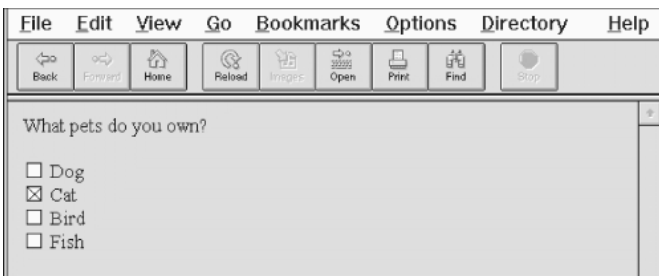 File Edit View Go Bookmarks Options Directory Help
Back Forward Home Reload Images Open Print Find Stop
What pets do you own?
Dog
Cat
Bird
Fish